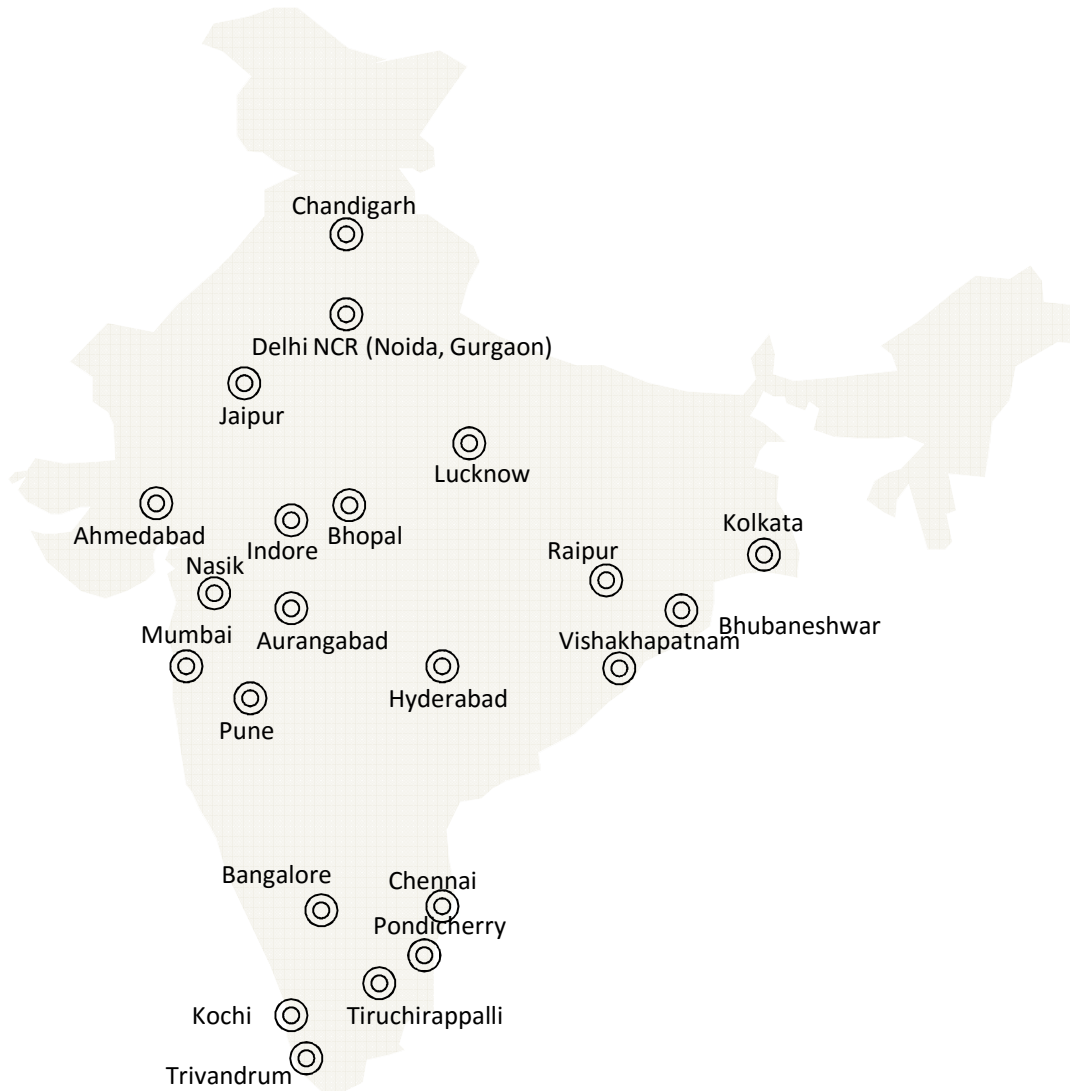 Chandigarh
Delhi NCR (Noida, Gurgaon)
Jaipur
Lucknow
Kolkata
Ahmedabad
Bhopal
Indore
Raipur
Nasik
Bhubaneshwar
Mumbai
Aurangabad
Vishakhapatnam
Hyderabad
Pune
Bangalore
Chennai
Pondicherry
Kochi
Tiruchirappalli
Trivandrum